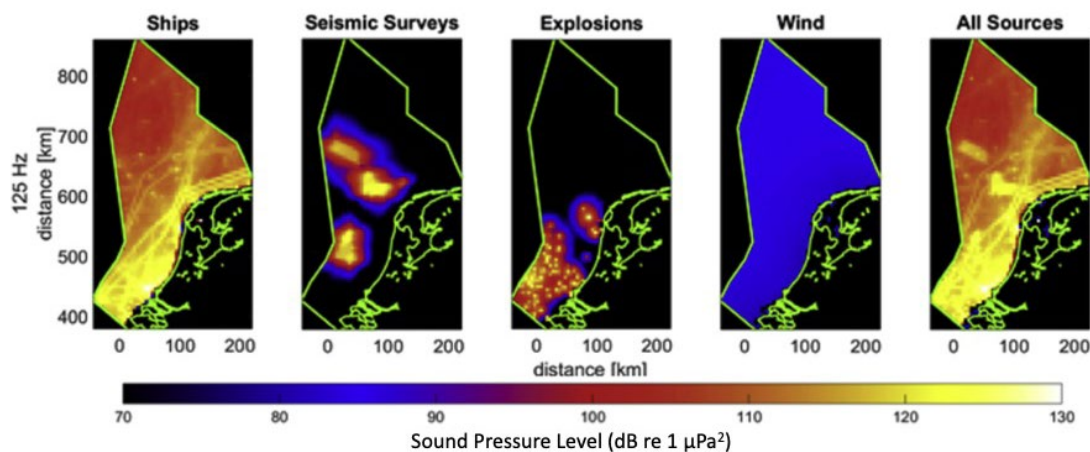 Ships Seismic Surveys Explosions Wind All Sources
800
700
600
500
400
125 Hz
distance [km]
0 100 200 0 100 200 0 100 200 0 100 200 0 100 200
distance [km]
70 80 90 100 110 120 130
Sound Pressure Level (dB re 1 µPa²)